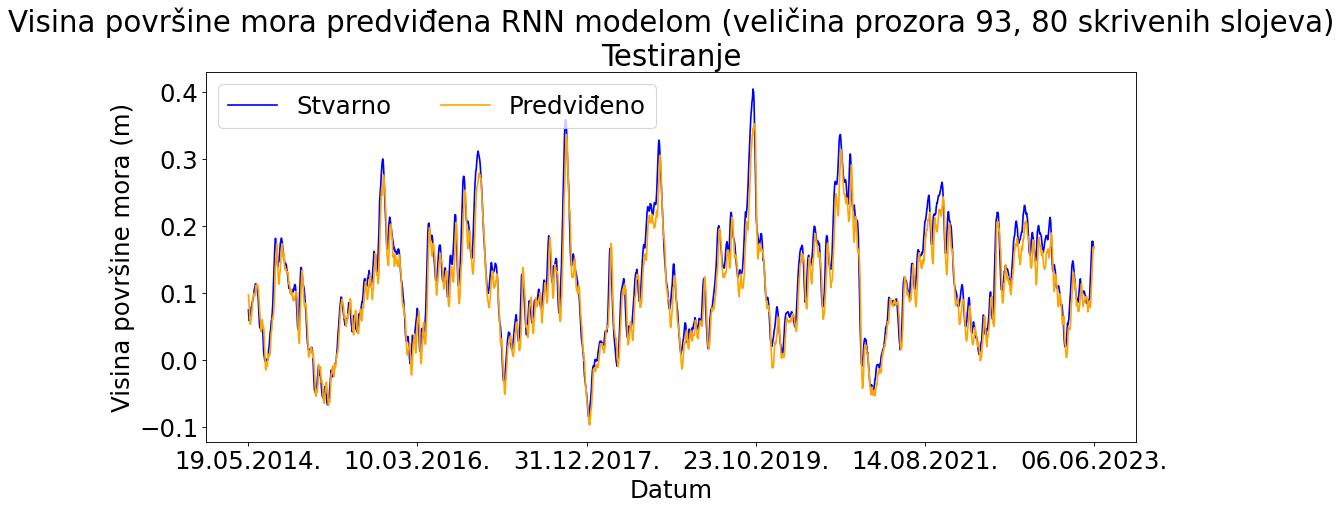 Visina površine mora predviđena RNN modelom (veličina prozora 93, 80 skrivenih slojeva)
Testiranje
Stvarno
Predviđeno
Visina površine mora (m)
0.4
0.3
0.2
0.1
0.0
−0.1
19.05.2014.
10.03.2016.
31.12.2017.
23.10.2019.
14.08.2021.
06.06.2023.
Datum